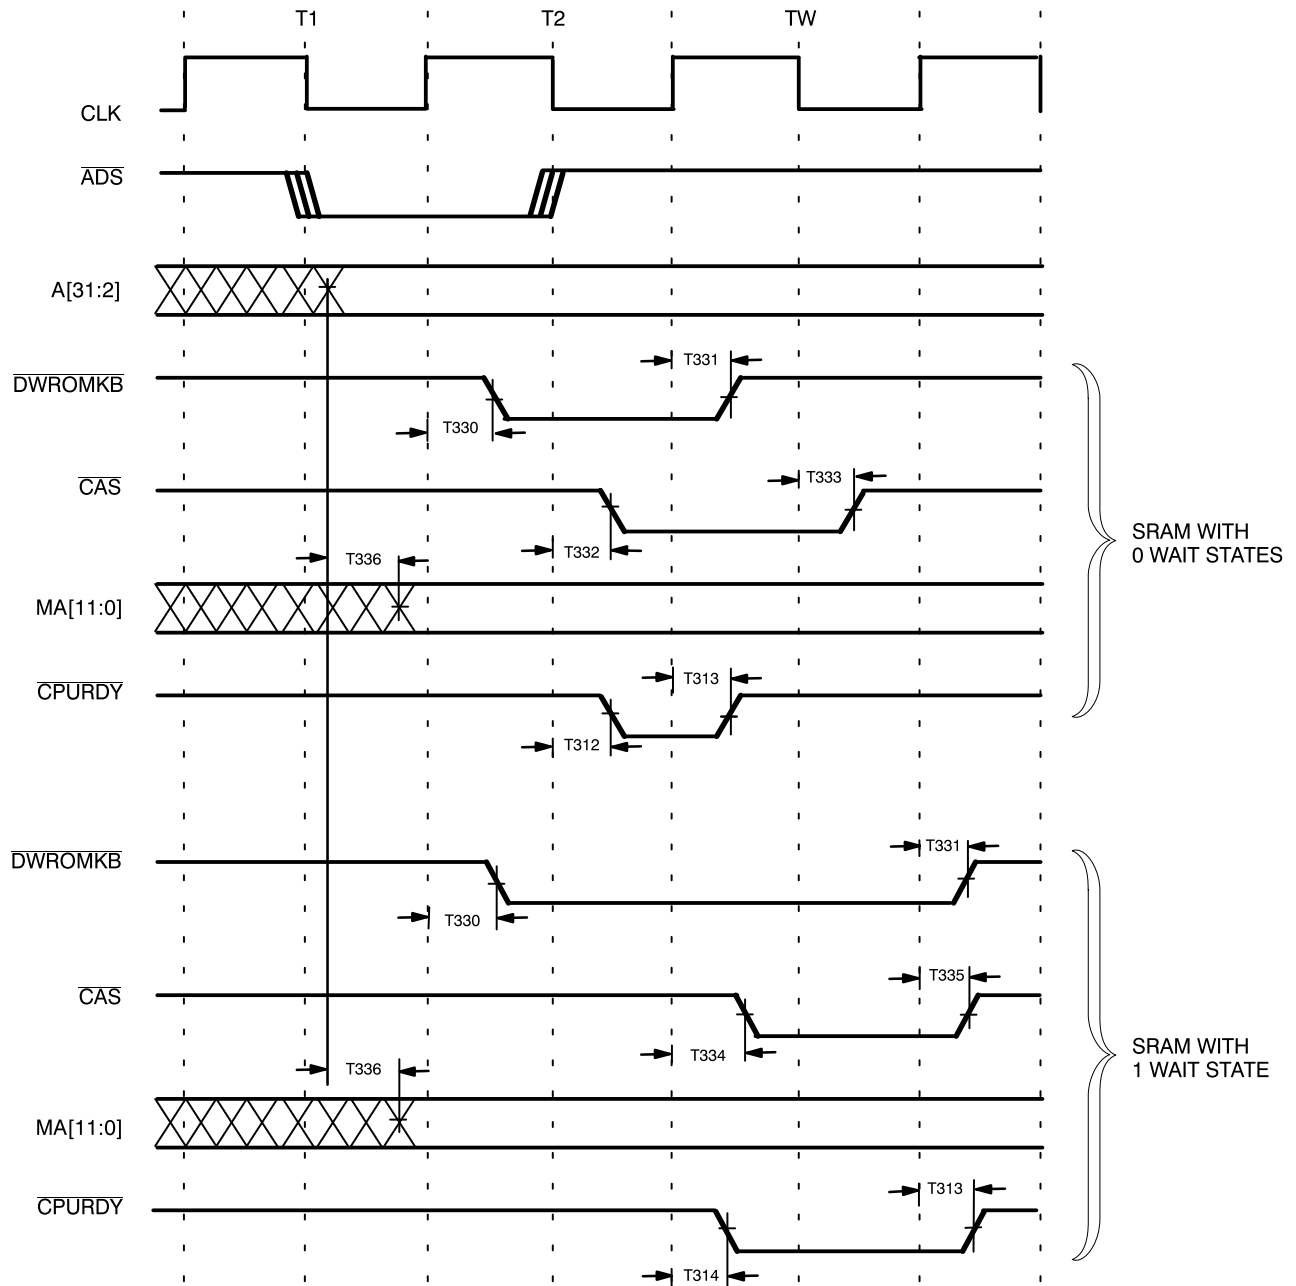 T1 T2 TW
CLK
ADS
A[31:2]
T331
DWROMKB
T330
T333
CAS
T332
SRAM WITH
0 WAIT STATES
T336
MA[11:0]
T313
CPURDY
T312
T331
DWROMKB
T330
T335
CAS
T334
SRAM WITH
1 WAIT STATE
T336
MA[11:0]
T313
CPURDY
T314